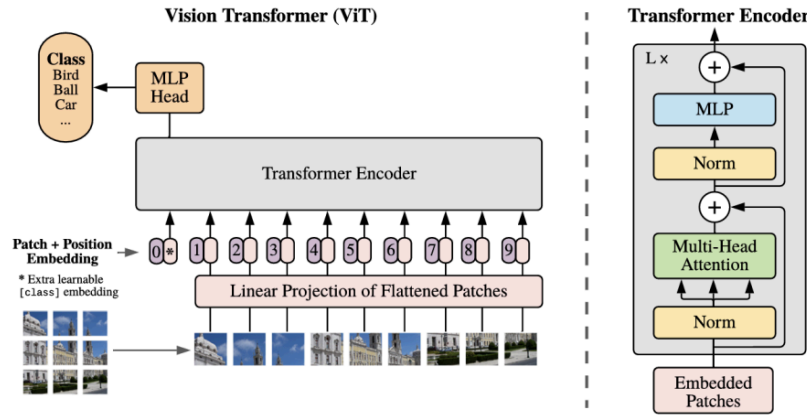 Vision Transformer (ViT)
Class
Bird
Ball
Car
...
MLP
Head
Transformer Encoder
Patch + Position
Embedding
0 * 1 2 3 4 5 6 7 8 9
* Extra learnable
[class] embedding
Linear Projection of Flattened Patches
Transformer Encoder
L x
+
MLP
Norm
+
Multi-Head
Attention
Norm
Embedded
Patches